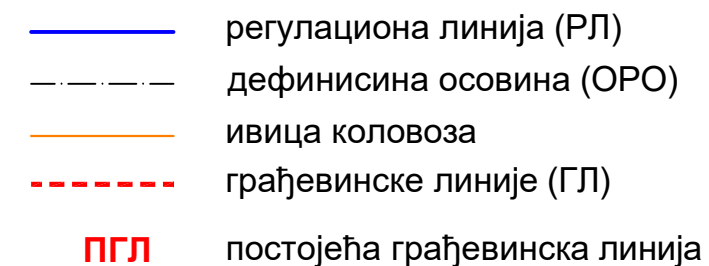 регулациона линија (РЛ)
дефинисина осовина (ОРО)
ивица коловоза
грађевинске линије (ГЛ)
ПГЛ постојећа грађевинска линија